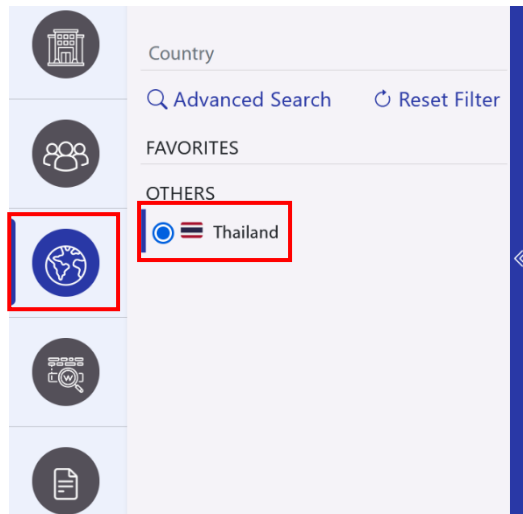 Country
Advanced Search Reset Filter
FAVORITES
OTHERS
Thailand
W